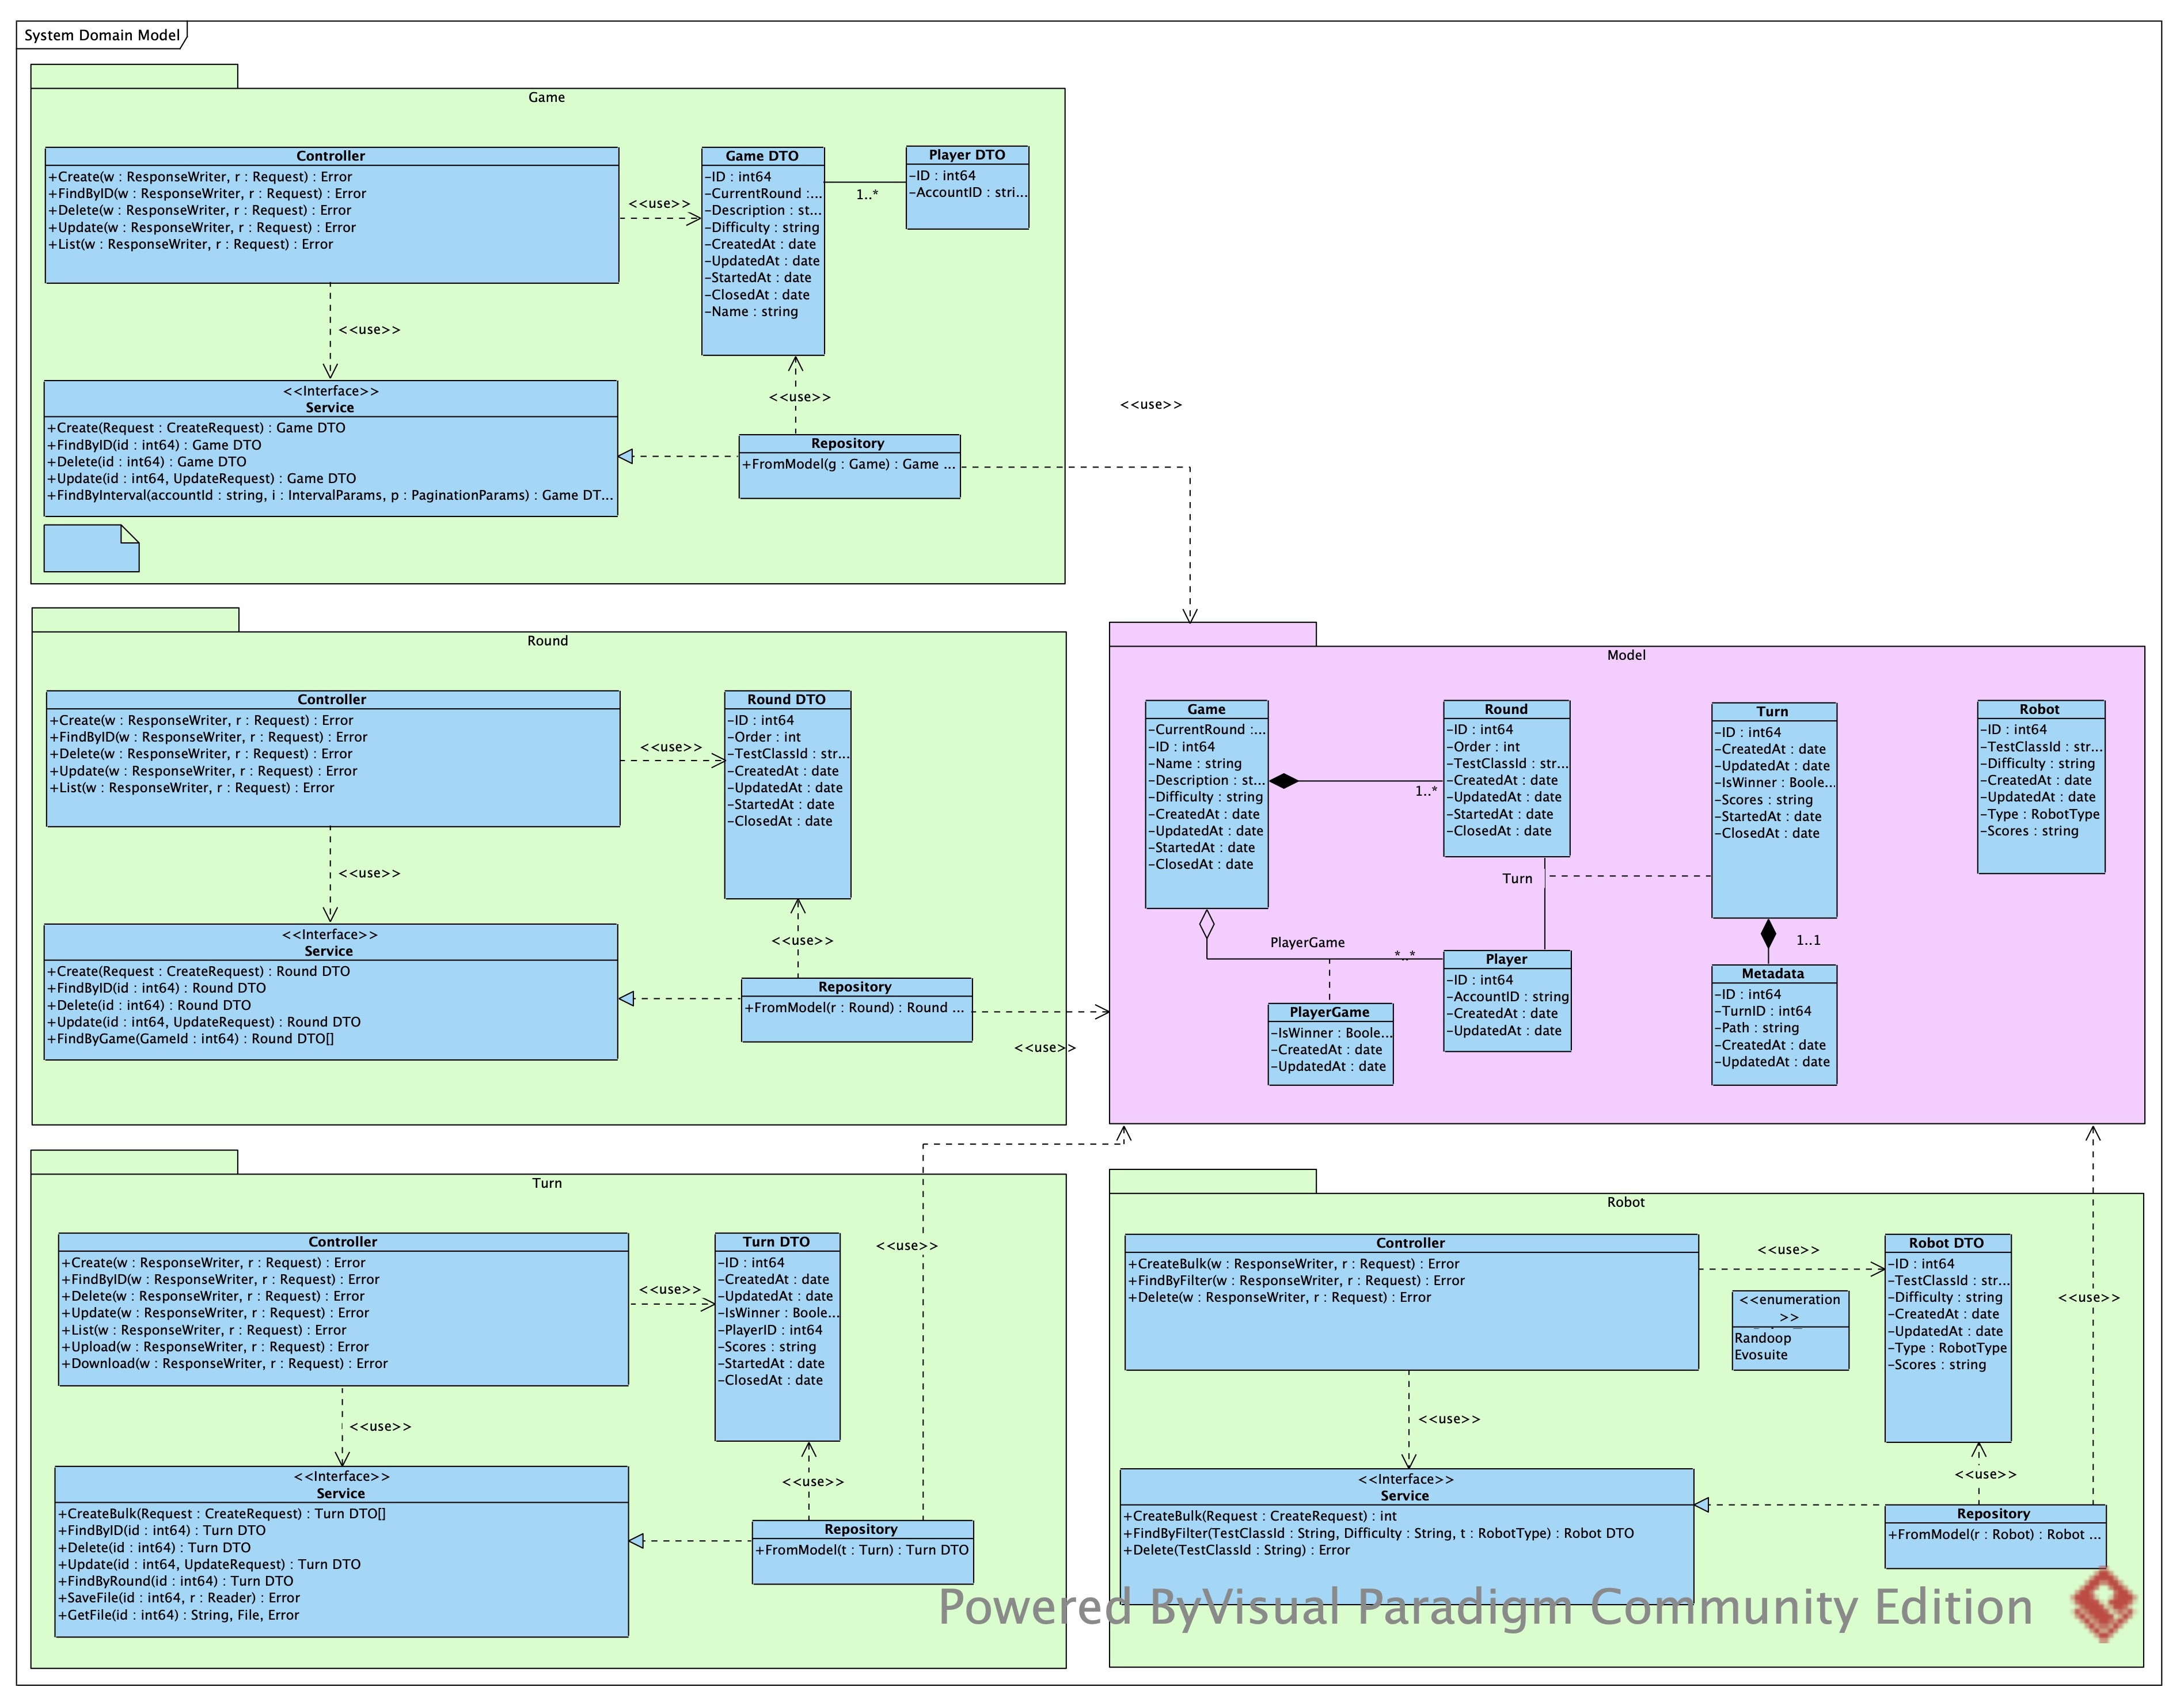 System Domain Model
Game
Controller
+Create(w : ResponseWriter, r : Request) : Error
+FindByID(w : ResponseWriter, r : Request) : Error
+Delete(w : ResponseWriter, r : Request) : Error
+Update(w : ResponseWriter, r : Request) : Error
+List(w : ResponseWriter, r : Request) : Error
<<use>>
Game DTO
-ID : int64
-CurrentRound :...
-Description : st...
-Difficulty : string
-CreatedAt : date
-UpdatedAt : date
-StartedAt : date
-ClosedAt : date
-Name : string
1..*
Player DTO
-ID : int64
-AccountID : stri...
<<use>>
<<Interface>>
Service
+Create(Request : CreateRequest) : Game DTO
+FindByID(id : int64) : Game DTO
+Delete(id : int64) : Game DTO
+Update(id : int64, UpdateRequest) : Game DTO
+FindByInterval(accountId : string, i : IntervalParams, p : PaginationParams) : Game DT...
<<use>>
Repository
+FromModel(g : Game) : Game ...
<<use>>
Round
Controller
+Create(w : ResponseWriter, r : Request) : Error
+FindByID(w : ResponseWriter, r : Request) : Error
+Delete(w : ResponseWriter, r : Request) : Error
+Update(w : ResponseWriter, r : Request) : Error
+List(w : ResponseWriter, r : Request) : Error
<<use>>
Round DTO
-ID : int64
-Order : int
-TestClassId : str...
-CreatedAt : date
-UpdatedAt : date
-StartedAt : date
-ClosedAt : date
<<use>>
<<Interface>>
Service
+Create(Request : CreateRequest) : Round DTO
+FindByID(id : int64) : Round DTO
+Delete(id : int64) : Round DTO
+Update(id : int64, UpdateRequest) : Round DTO
+FindByGame(GameId : int64) : Round DTO[]
<<use>>
Repository
+FromModel(r : Round) : Round ...
<<use>>
Model
Game
-CurrentRound :...
-ID : int64
-Name : string
-Description : st...
-Difficulty : string
-CreatedAt : date
-UpdatedAt : date
-StartedAt : date
-ClosedAt : date
1..*
Round
-ID : int64
-Order : int
-TestClassId : str...
-CreatedAt : date
-UpdatedAt : date
-StartedAt : date
-ClosedAt : date
Turn
Turn
-ID : int64
-CreatedAt : date
-UpdatedAt : date
-IsWinner : Boole...
-Scores : string
-StartedAt : date
-ClosedAt : date
Robot
-ID : int64
-TestClassId : str...
-Difficulty : string
-CreatedAt : date
-UpdatedAt : date
-Type : RobotType
-Scores : string
PlayerGame
*..*
PlayerGame
-IsWinner : Boole...
-CreatedAt : date
-UpdatedAt : date
Player
-ID : int64
-AccountID : string
-CreatedAt : date
-UpdatedAt : date
1..1
Metadata
-ID : int64
-TurnID : int64
-Path : string
-CreatedAt : date
-UpdatedAt : date
Turn
Controller
+Create(w : ResponseWriter, r : Request) : Error
+FindByID(w : ResponseWriter, r : Request) : Error
+Delete(w : ResponseWriter, r : Request) : Error
+Update(w : ResponseWriter, r : Request) : Error
+List(w : ResponseWriter, r : Request) : Error
+Upload(w : ResponseWriter, r : Request) : Error
+Download(w : ResponseWriter, r : Request) : Error
<<use>>
Turn DTO
-ID : int64
-CreatedAt : date
-UpdatedAt : date
-IsWinner : Boole...
-PlayerID : int64
-Scores : string
-StartedAt : date
-ClosedAt : date
<<use>>
<<use>>
<<Interface>>
Service
+CreateBulk(Request : CreateRequest) : Turn DTO[]
+FindByID(id : int64) : Turn DTO
+Delete(id : int64) : Turn DTO
+Update(id : int64, UpdateRequest) : Turn DTO
+FindByRound(id : int64) : Turn DTO
+SaveFile(id : int64, r : Reader) : Error
+GetFile(id : int64) : String, File, Error
<<use>>
Repository
+FromModel(t : Turn) : Turn DTO
Robot
Controller
+CreateBulk(w : ResponseWriter, r : Request) : Error
+FindByFilter(w : ResponseWriter, r : Request) : Error
+Delete(w : ResponseWriter, r : Request) : Error
<<use>>
<<enumeration
>>
Randoop
Evosuite
Robot DTO
-ID : int64
-TestClassId : str...
-Difficulty : string
-CreatedAt : date
-UpdatedAt : date
-Type : RobotType
-Scores : string
<<use>>
<<use>>
<<Interface>>
Service
+CreateBulk(Request : CreateRequest) : int
+FindByFilter(TestClassId : String, Difficulty : String, t : RobotType) : Robot DTO
+Delete(TestClassId : String) : Error
<<use>>
Repository
+FromModel(r : Robot) : Robot ...
Powered ByVisual Paradigm Community Edition